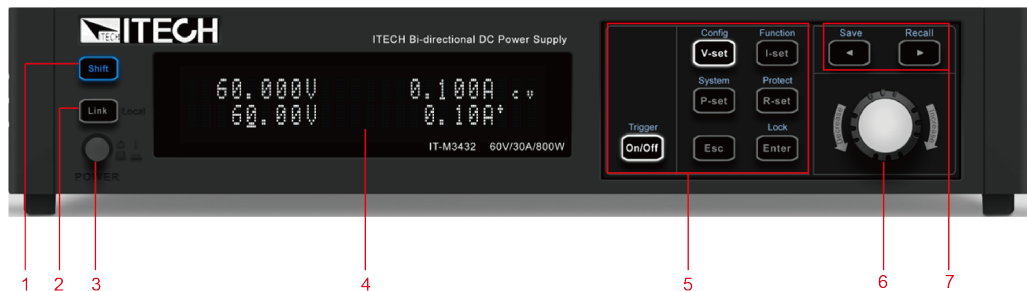 ITECH
ITECH
ITECH Bi-directional DC Power Supply
Shift
Link
Local
POWER
60.000V 0.100A cv
60.00V 0.10A+
IT-M3432 60V/30A/800W
Config Function
V-set I-set
System Protect
P-set R-set
Trigger Lock
On/Off Esc Enter
Save Recall
◄ ►
1 2 3 4 5 6 7